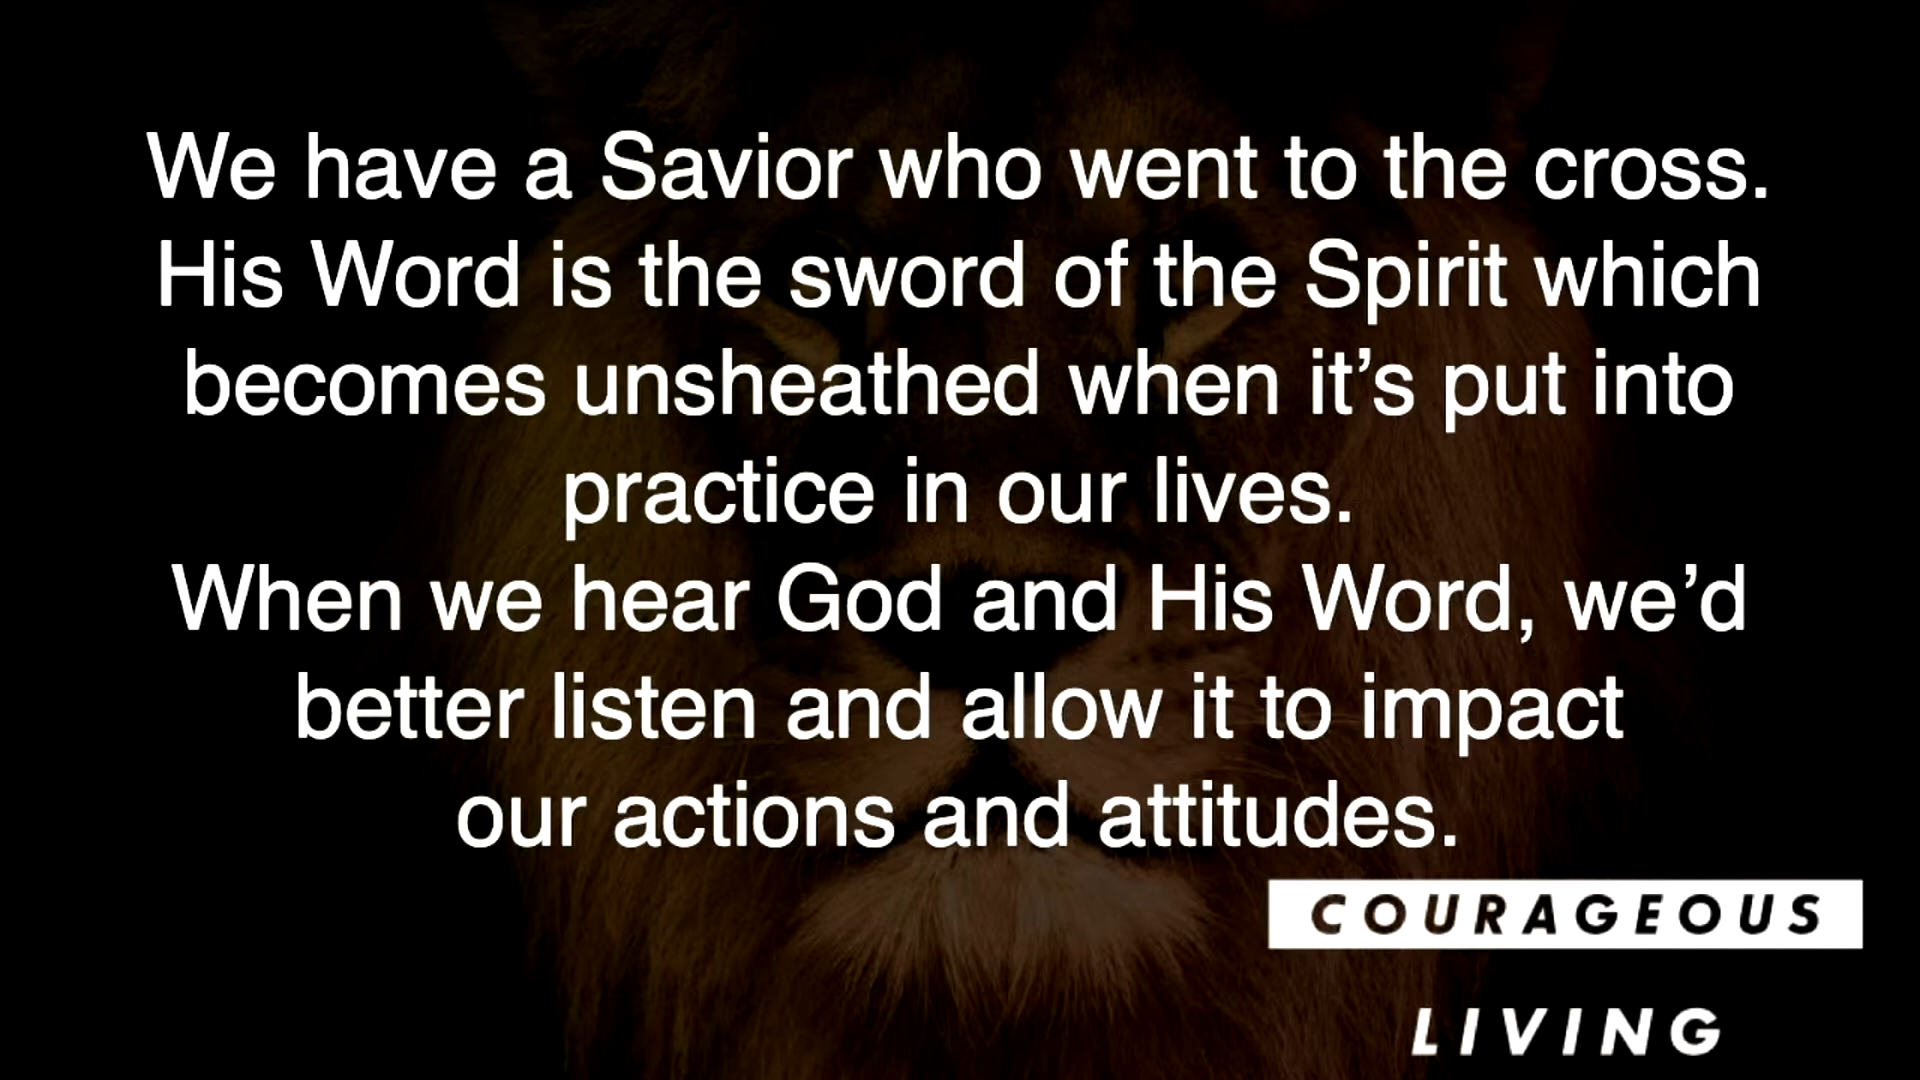 We have a Savior who went to the cross.
His Word is the sword of the Spirit which
becomes unsheathed when it’s put into
practice in our lives.
When we hear God and His Word, we’d
better listen and allow it to impact
our actions and attitudes.
COURAGEOUS
LIVING